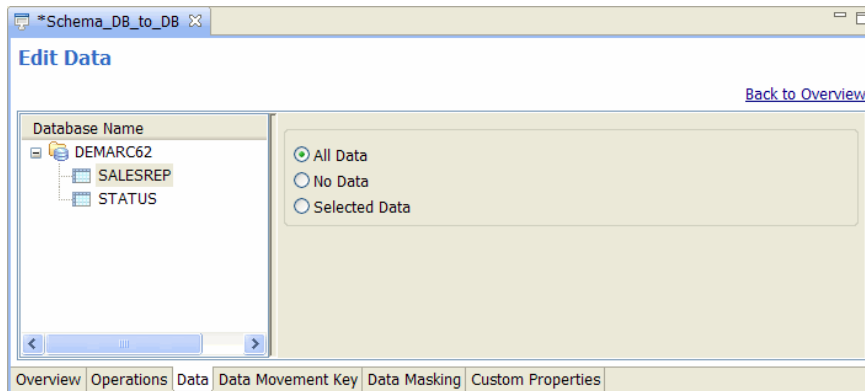 *Schema_DB_to_DB
Edit Data
Back to Overview
Database Name
DEMARC62
SALESREP
STATUS
All Data
No Data
Selected Data
Overview Operations Data Data Movement Key Data Masking Custom Properties